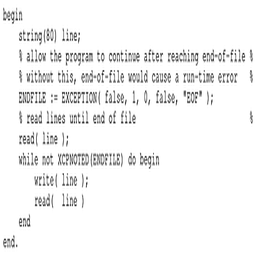 begin
    string(80) line;
    % allow the program to continue after reaching end-of-file %
    % without this, end-of-file would cause a run-time error   %
    ENDFILE := EXCEPTION( false, 1, 0, false, "EOF" );
    % read lines until end of file                             %
    read( line );
    while not XCPNOTED(ENDFILE) do begin
        write( line );
        read(  line )
    end
end.